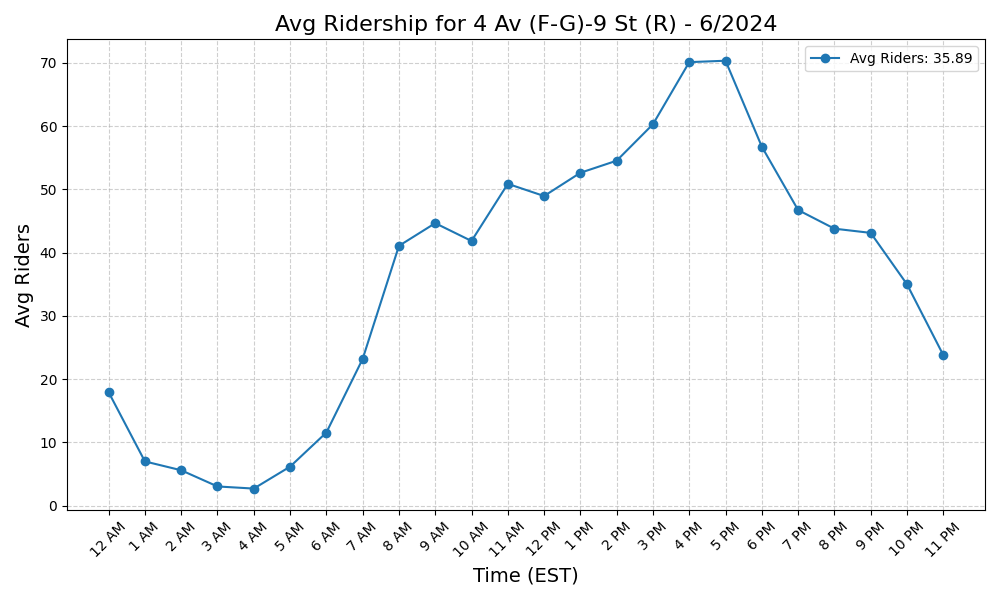 Avg Ridership for 4 Av (F-G)-9 St (R) - 6/2024
Avg Riders: 35.89
Avg Riders
70
60
50
40
30
20
10
0
12 AM
1 AM
2 AM
3 AM
4 AM
5 AM
6 AM
7 AM
8 AM
9 AM
10 AM
11 AM
12 PM
1 PM
2 PM
3 PM
4 PM
5 PM
6 PM
7 PM
8 PM
9 PM
10 PM
11 PM
Time (EST)